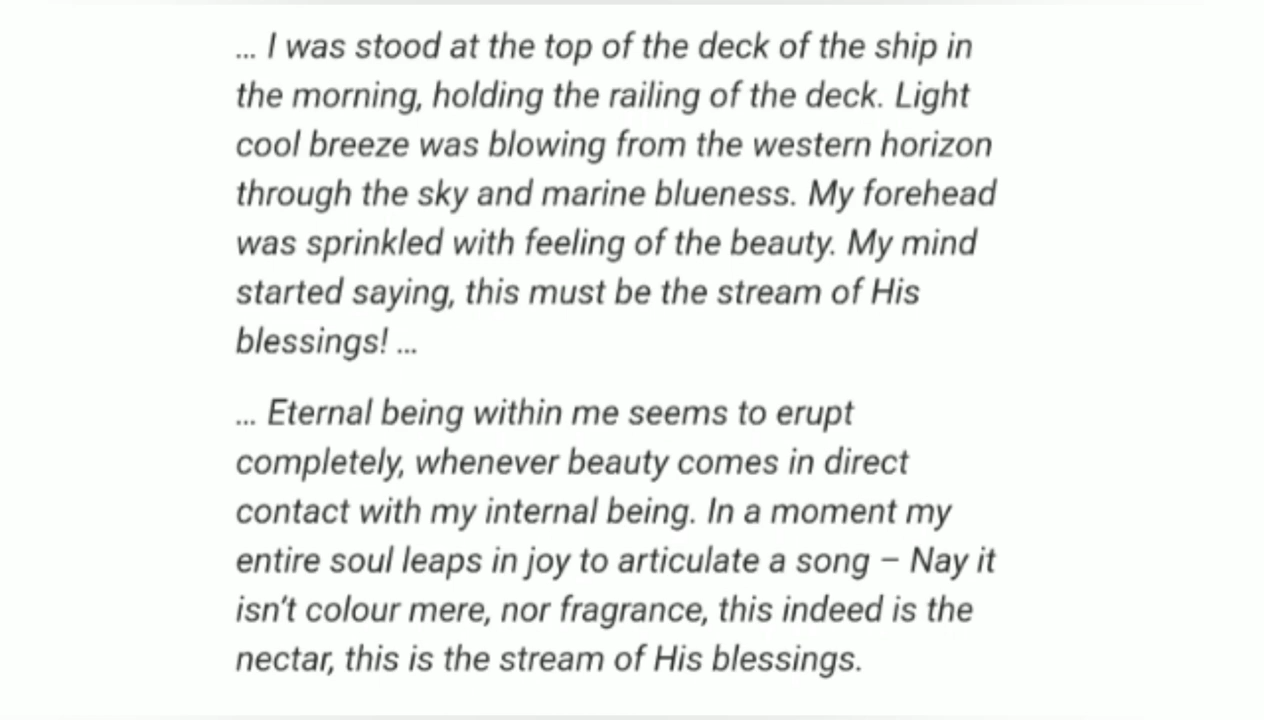 … I was stood at the top of the deck of the ship in
the morning, holding the railing of the deck. Light
cool breeze was blowing from the western horizon
through the sky and marine blueness. My forehead
was sprinkled with feeling of the beauty. My mind
started saying, this must be the stream of His
blessings! …
… Eternal being within me seems to erupt
completely, whenever beauty comes in direct
contact with my internal being. In a moment my
entire soul leaps in joy to articulate a song – Nay it
isn’t colour mere, nor fragrance, this indeed is the
nectar, this is the stream of His blessings.